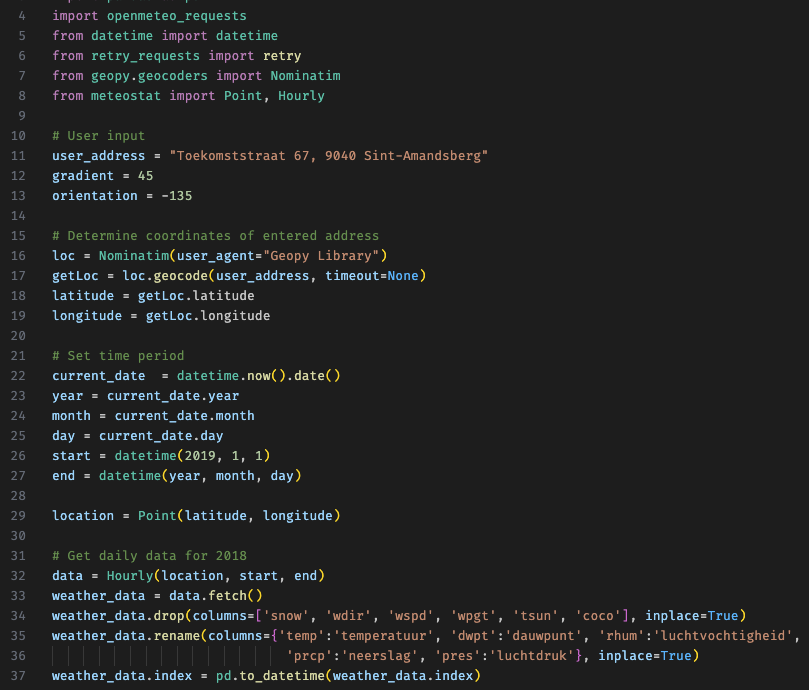 4 import openmeteo_requests
5 from datetime import datetime
6 from retry_requests import retry
7 from geopy.geocoders import Nominatim
8 from meteostat import Point, Hourly
9
10 # User input
11 user_address = "Toekomststraat 67, 9040 Sint-Amandsberg"
12 gradient = 45
13 orientation = -135
14
15 # Determine coordinates of entered address
16 loc = Nominatim(user_agent="Geopy Library")
17 getLoc = loc.geocode(user_address, timeout=None)
18 latitude = getLoc.latitude
19 longitude = getLoc.longitude
20
21 # Set time period
22 current_date  = datetime.now().date()
23 year = current_date.year
24 month = current_date.month
25 day = current_date.day
26 start = datetime(2019, 1, 1)
27 end = datetime(year, month, day)
28
29 location = Point(latitude, longitude)
30
31 # Get daily data for 2018
32 data = Hourly(location, start, end)
33 weather_data = data.fetch()
34 weather_data.drop(columns=['snow', 'wdir', 'wspd', 'wpgt', 'tsun', 'coco'], inplace=True)
35 weather_data.rename(columns={'temp':'temperatuur', 'dwpt':'dauwpunt', 'rhum':'luchtvochtigheid',
36                               'prcp':'neerslag', 'pres':'luchtdruk'}, inplace=True)
37 weather_data.index = pd.to_datetime(weather_data.index)